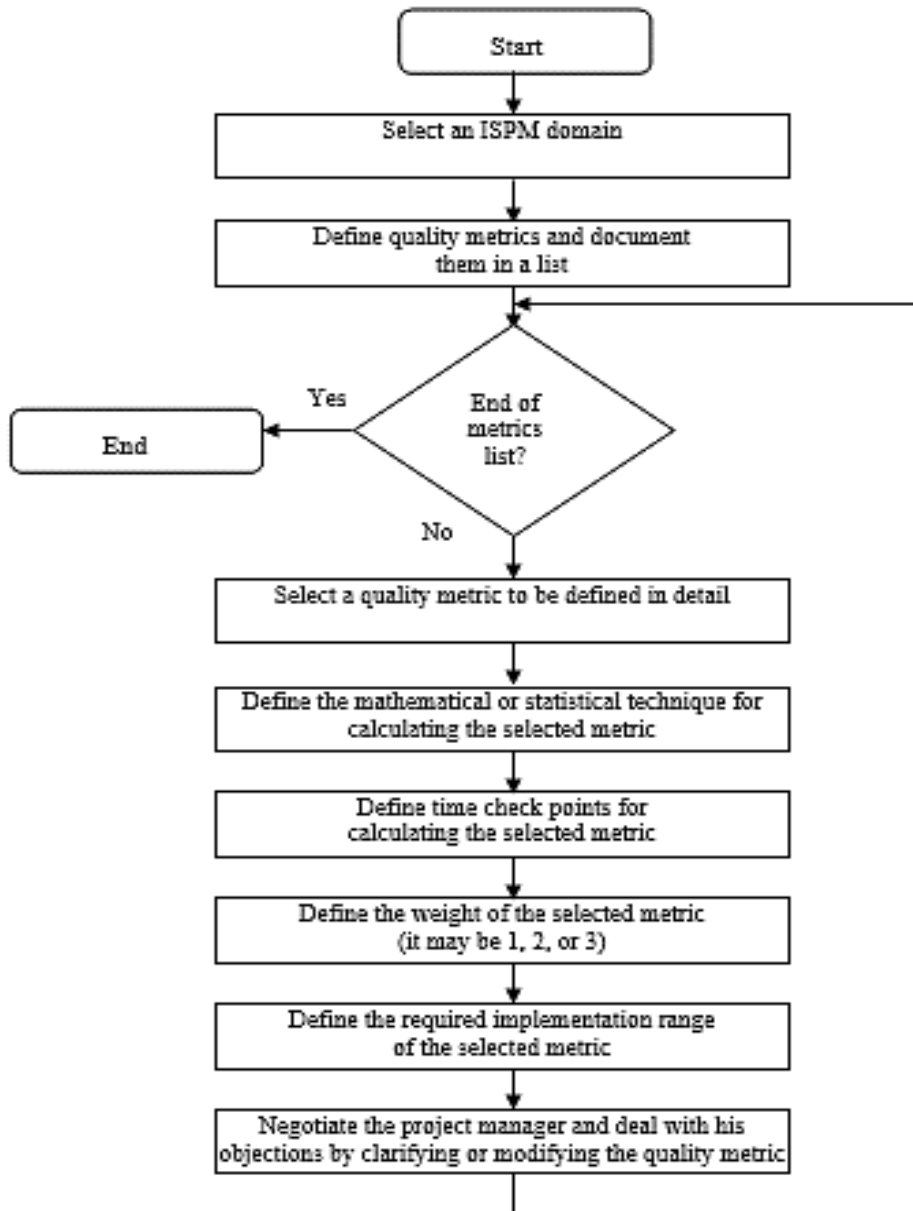 Start
Select an ISPM domain
Define quality metrics and document
them in a list
Yes
End of
metrics
list?
End
No
Select a quality metric to be defined in detail
Define the mathematical or statistical technique for
calculating the selected metric
Define time check points for
calculating the selected metric
Define the weight of the selected metric
(it may be 1, 2, or 3)
Define the required implementation range
of the selected metric
Negotiate the project manager and deal with his
objections by clarifying or modifying the quality metric